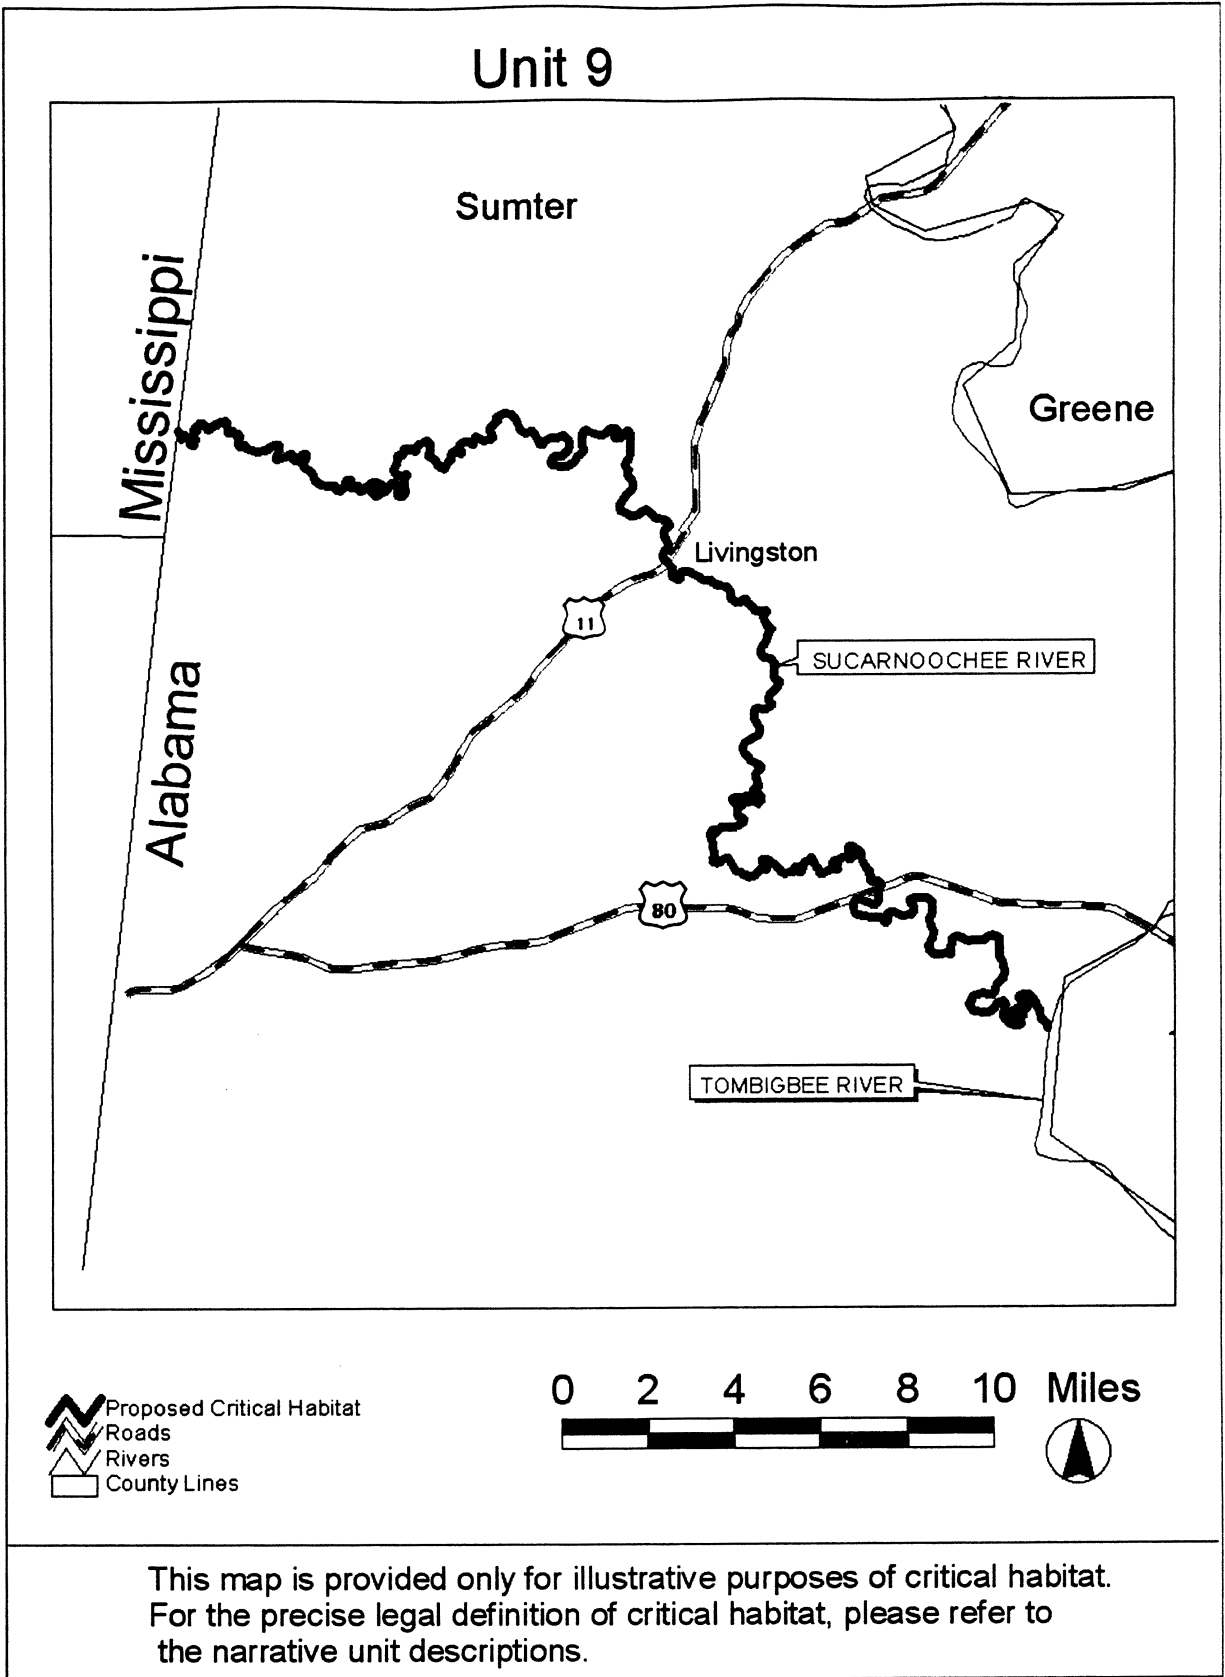 Unit 9
Sumter
Mississippi
Greene
Livingston
11
SUCARNOOCHEE RIVER
Alabama
80
TOMBIGBEE RIVER
0 2 4 6 8 10 Miles
Proposed Critical Habitat
Roads
Rivers
County Lines
This map is provided only for illustrative purposes of critical habitat.
For the precise legal definition of critical habitat, please refer to
the narrative unit descriptions.